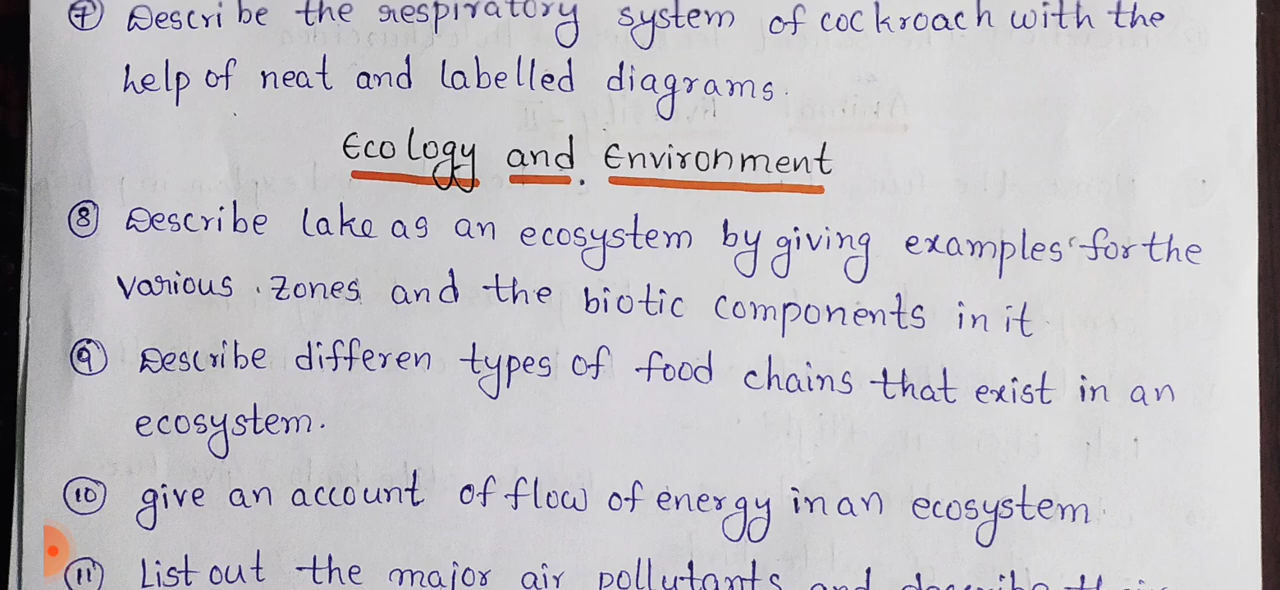 ⑦ Describe the respiratory system of cockroach with the
help of neat and labelled diagrams.
Ecology and Environment
⑧ Describe lake as an ecosystem by giving examples for the
various zones and the biotic components in it
⑨ Describe differen types of food chains that exist in an
ecosystem.
⑩ give an account of flow of energy in an ecosystem.
⑪ List out the major air pollutants and describe